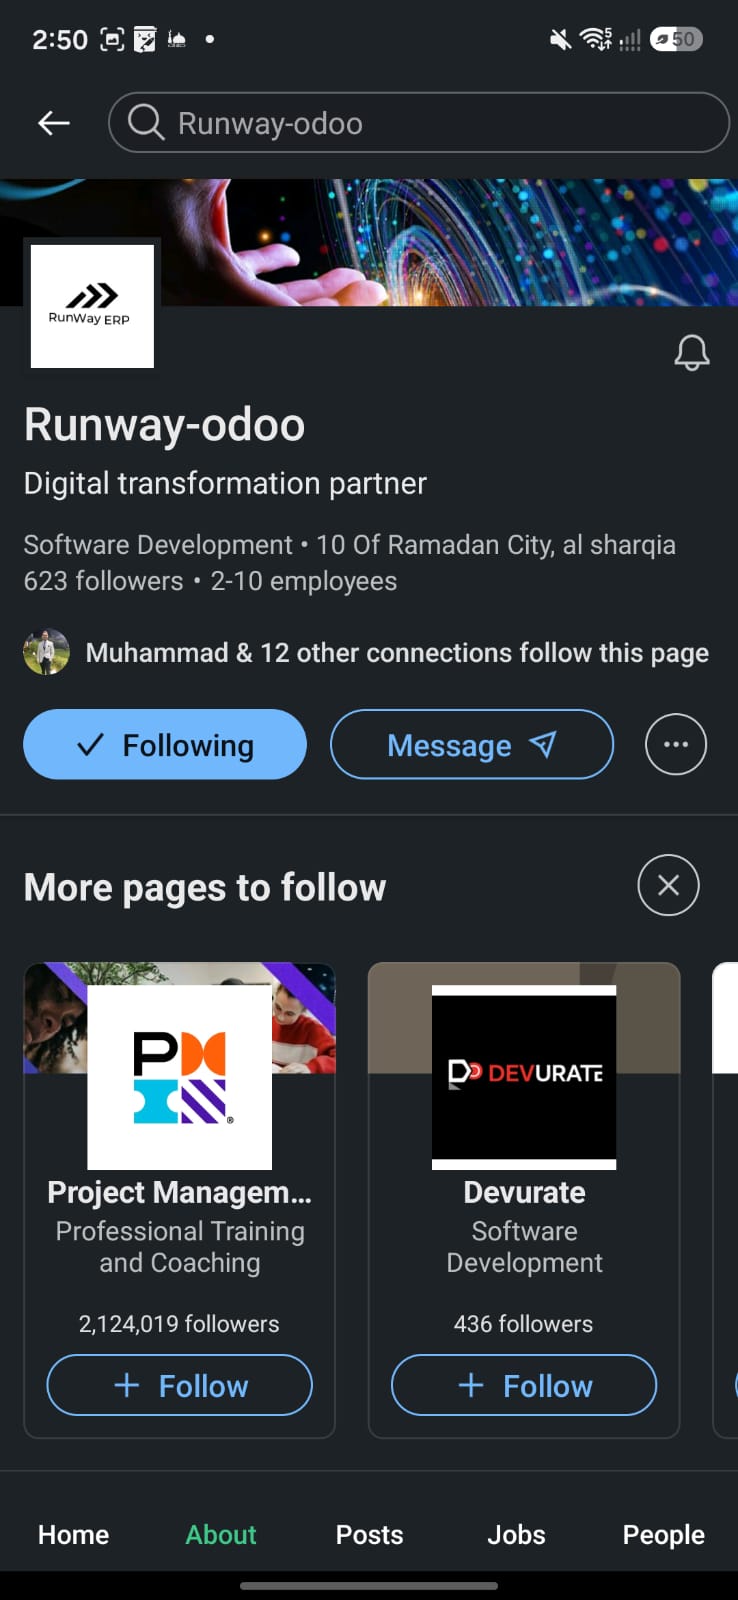 2:50
50
Runway-odoo
RunWay ERP
Runway-odoo
Digital transformation partner
Software Development • 10 Of Ramadan City, al sharqia
623 followers • 2-10 employees
Muhammad & 12 other connections follow this page
Following
Message
More pages to follow
Project Managem...
Professional Training
and Coaching
2,124,019 followers
+ Follow
DEVURATE
Devurate
Software
Development
436 followers
+ Follow
Home
About
Posts
Jobs
People